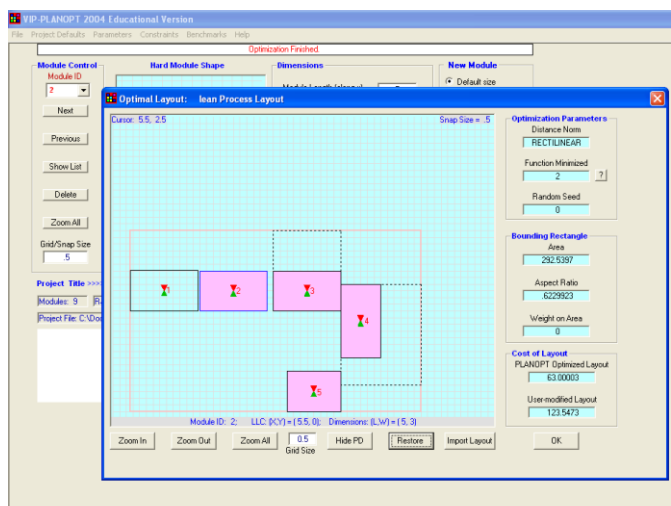 VIP-PLANOPT 2004 Educational Version
File Project Defaults Parameters Constraints Benchmarks Help
Optimization Finished
Module Control
Hard Module Shape
Dimensions
New Module
Module ID
2
Default size
Next
Previous
Show List
Delete
Zoom All
Grid/Snap Size
.5
Project Title >>>
Modules: 9
Project File: C:\Doc
Optimal Layout: lean Process Layout
Cursor: 5.5, 2.5
Snap Size = .5
1
2
3
4
5
Module ID: 2; LLC: (X,Y) = ( 5.5, 0); Dimensions: (L,W) = ( 5, 3)
Zoom In
Zoom Out
Zoom All
0.5
Grid Size
Hide PD
Restore
Import Layout
OK
Optimization Parameters
Distance Norm
RECTILINEAR
Function Minimized
2
?
Random Seed
0
Bounding Rectangle
Area
292.5397
Aspect Ratio
.6229923
Weight on Area
0
Cost of Layout
PLANOPT Optimized Layout
63.00003
User-modified Layout
123.5473